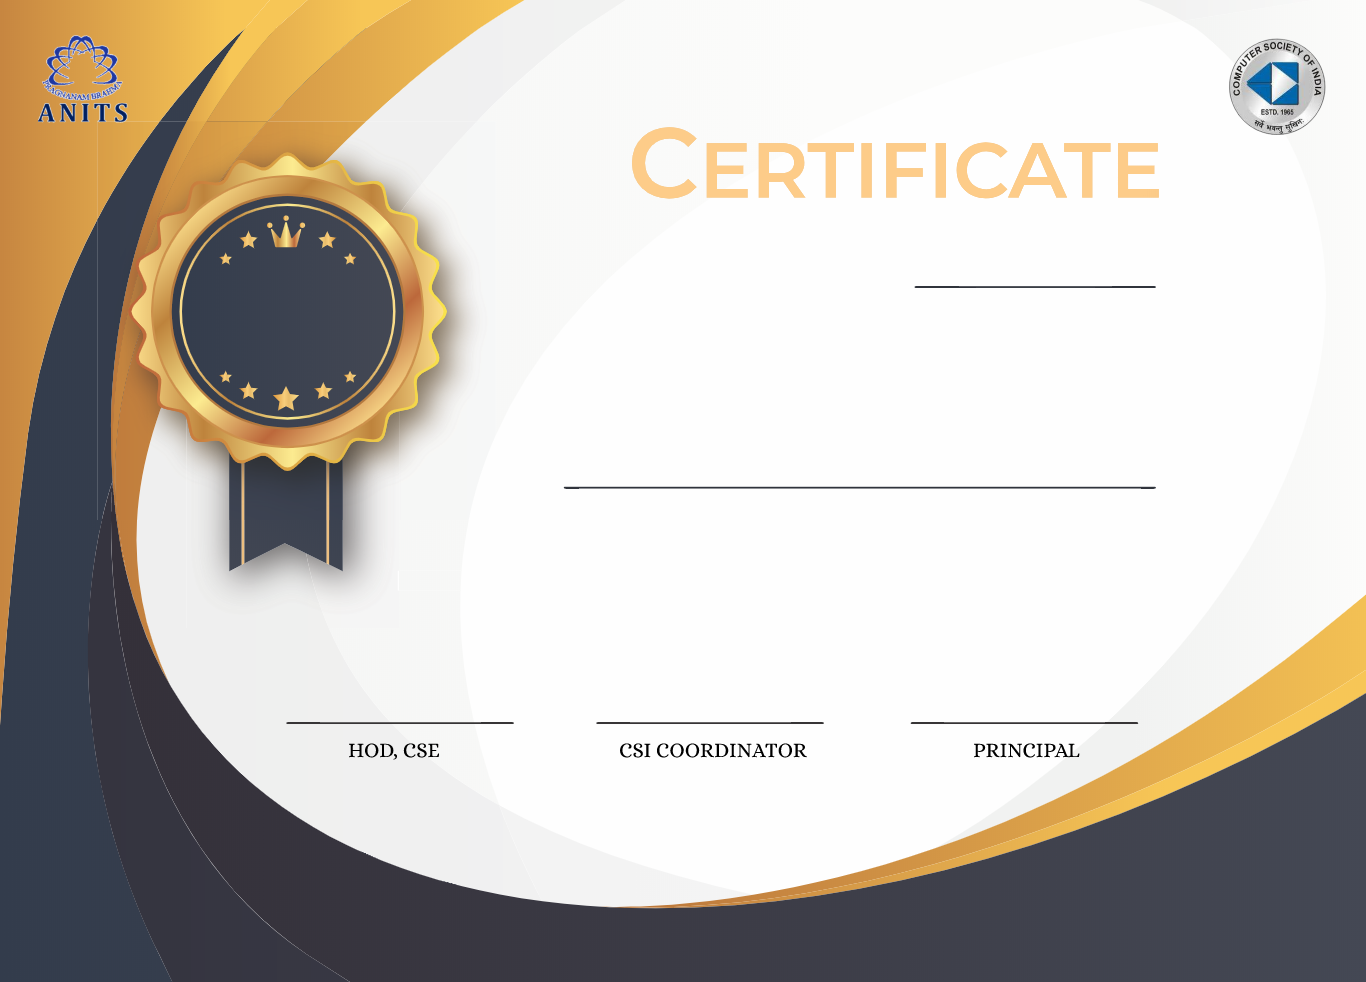 PRAGNANAM BRAHMA
ANITS
COMPUTER SOCIETY OF INDIA
ESTD. 1965
सर्वे भवन्तु सुखिनः
CERTIFICATE
HOD, CSE
CSI COORDINATOR
PRINCIPAL